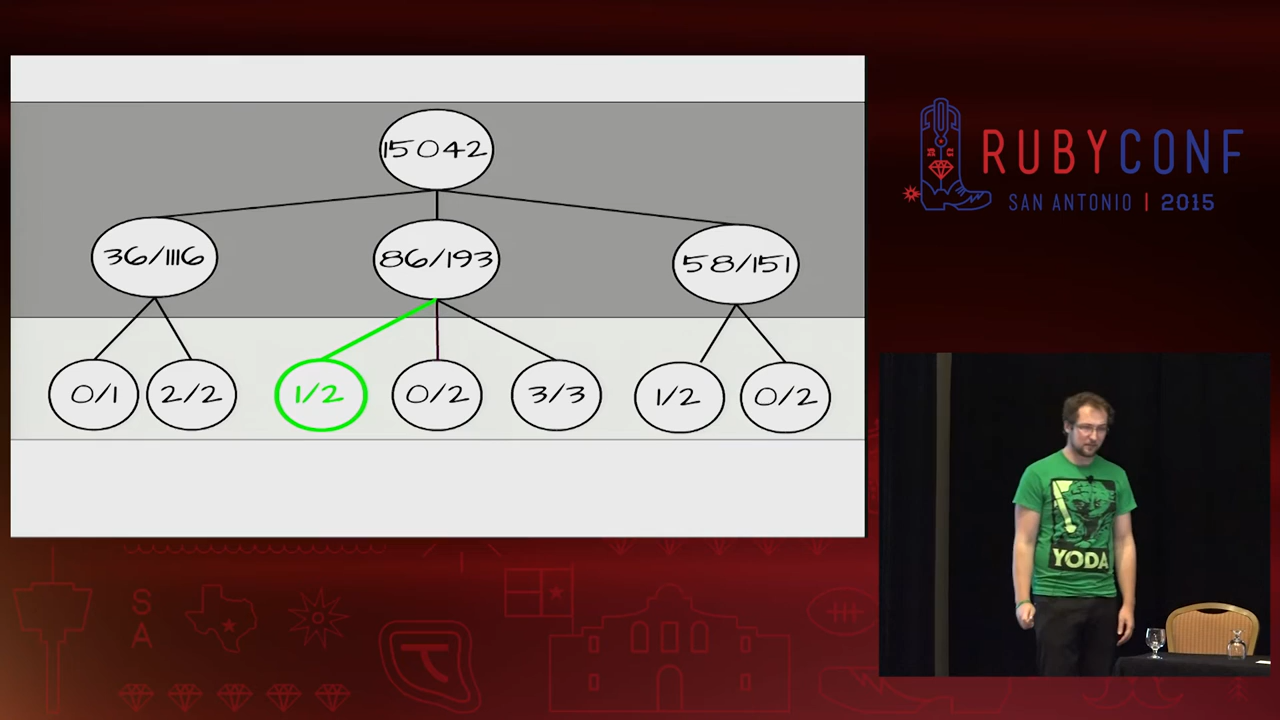 15042
36/1116
86/193
58/151
0/1
2/2
1/2
0/2
3/3
1/2
0/2
RUBYCONF
SAN ANTONIO | 2015
YODA
S
A